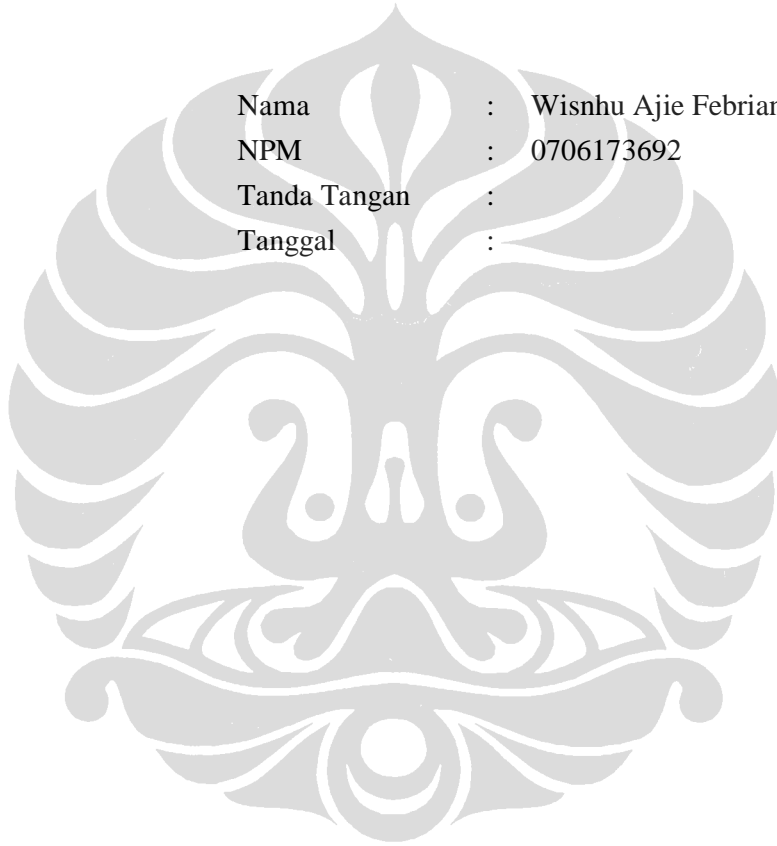 Nama : Wisnhu Ajie Febrian
NPM : 0706173692
Tanda Tangan :
Tanggal :